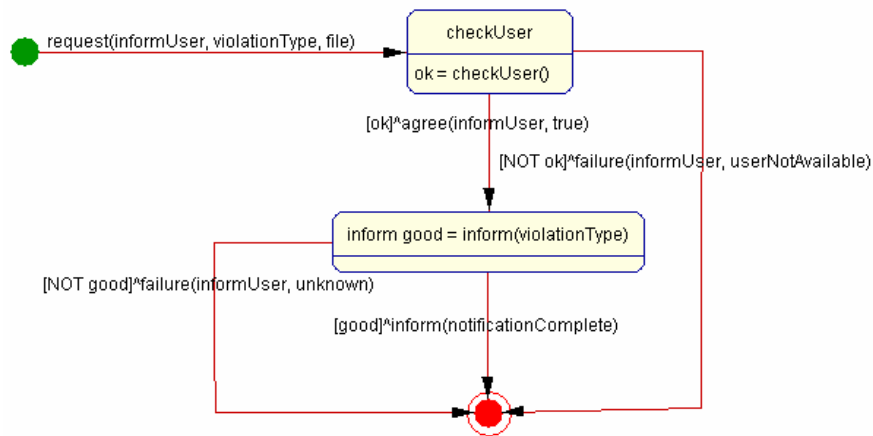 request(informUser, violationType, file)
checkUser
ok = checkUser()
[ok]^agree(informUser, true)
[NOT ok]^failure(informUser, userNotAvailable)
inform good = inform(violationType)
[NOT good]^failure(informUser, unknown)
[good]^inform(notificationComplete)